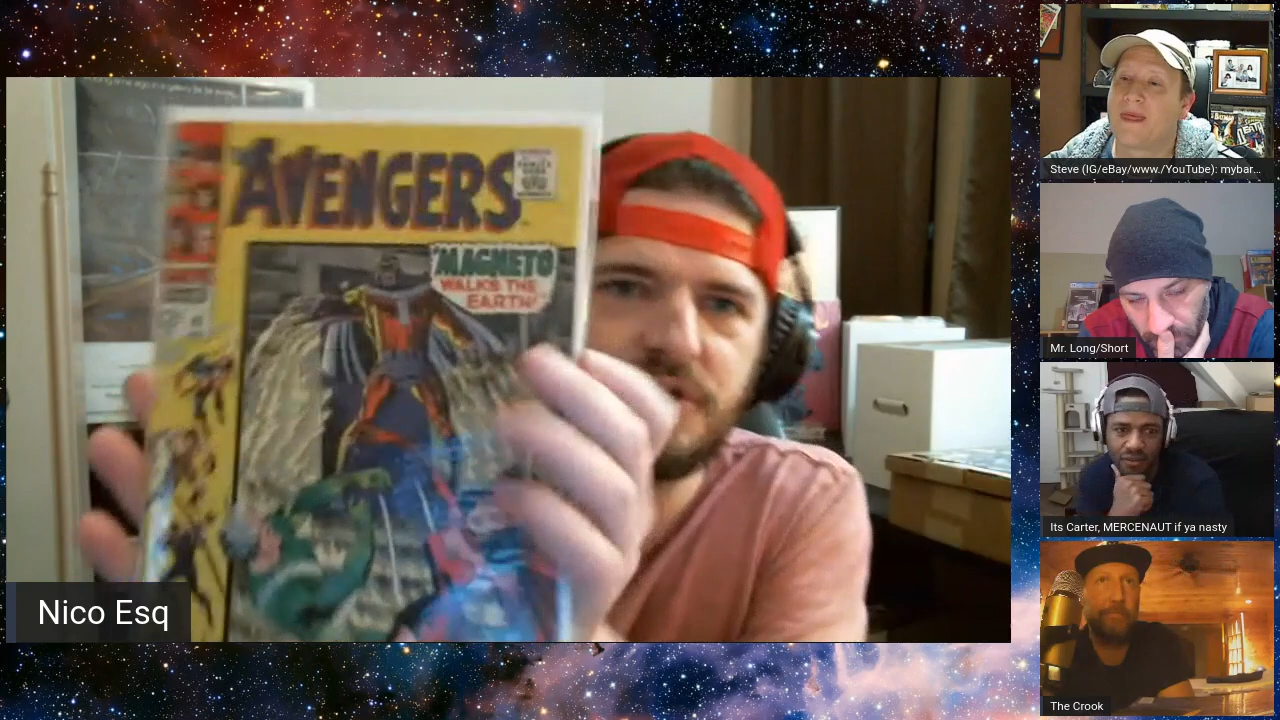 AVENGERS
"MAGNETO
WALKS THE
EARTH!"
Nico Esq
Steve (IG/eBay/www./YouTube): mybar...
Mr. Long/Short
Its Carter, MERCENAUT if ya nasty
The Crook